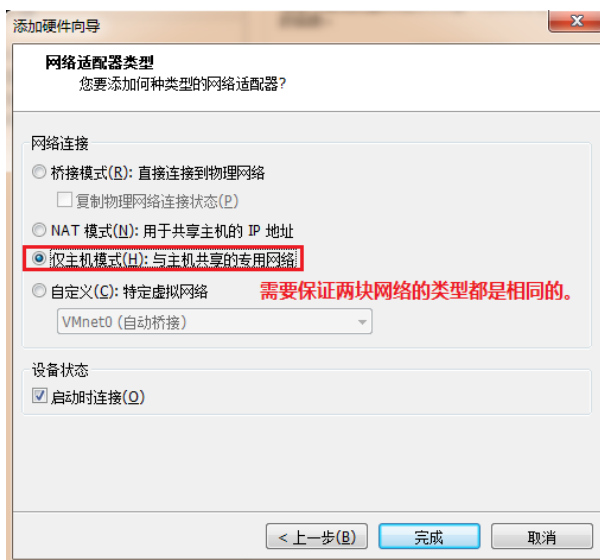 添加硬件向导
网络适配器类型
您要添加何种类型的网络适配器?
网络连接
桥接模式(R): 直接连接到物理网络
复制物理网络连接状态(P)
NAT 模式(N): 用于共享主机的 IP 地址
仅主机模式(H): 与主机共享的专用网络
自定义(C): 特定虚拟网络
需要保证两块网络的类型都是相同的。
VMnet0 (自动桥接)
设备状态
启动时连接(O)
< 上一步(B)
完成
取消